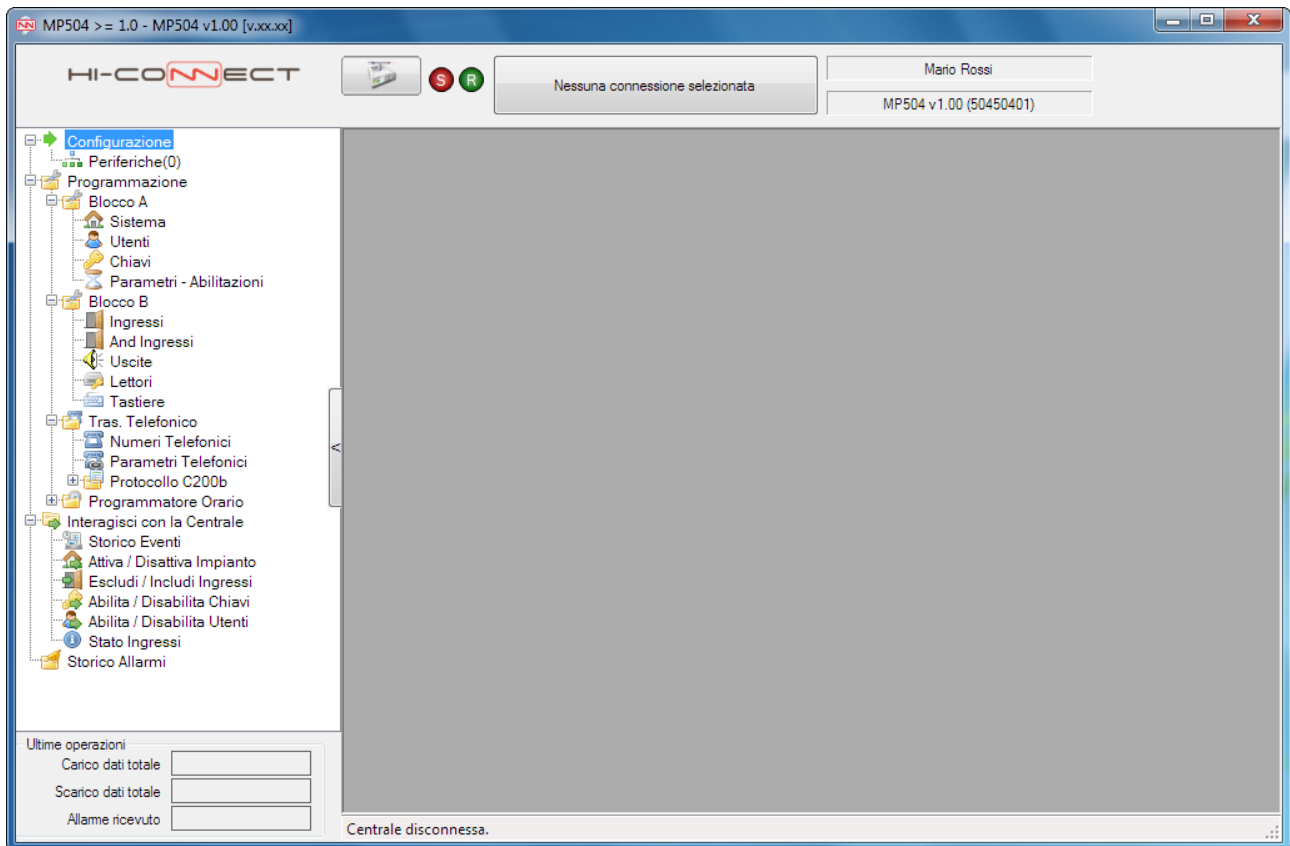 MP504 >= 1.0 - MP504 v1.00 [v.xx.xx]
HI-CONNECT
S R
Nessuna connessione selezionata
Mario Rossi
MP504 v1.00 (50450401)
Configurazione
Periferiche(0)
Programmazione
Blocco A
Sistema
Utenti
Chiavi
Parametri - Abilitazioni
Blocco B
Ingressi
And Ingressi
Uscite
Lettori
Tastiere
Tras. Telefonico
Numeri Telefonici
Parametri Telefonici
<
Protocollo C200b
Programmatore Orario
Interagisci con la Centrale
Storico Eventi
Attiva / Disattiva Impianto
Escludi / Includi Ingressi
Abilita / Disabilita Chiavi
Abilita / Disabilita Utenti
Stato Ingressi
Storico Allarmi
Ultime operazioni
Carico dati totale
Scarico dati totale
Allarme ricevuto
Centrale disconnessa.